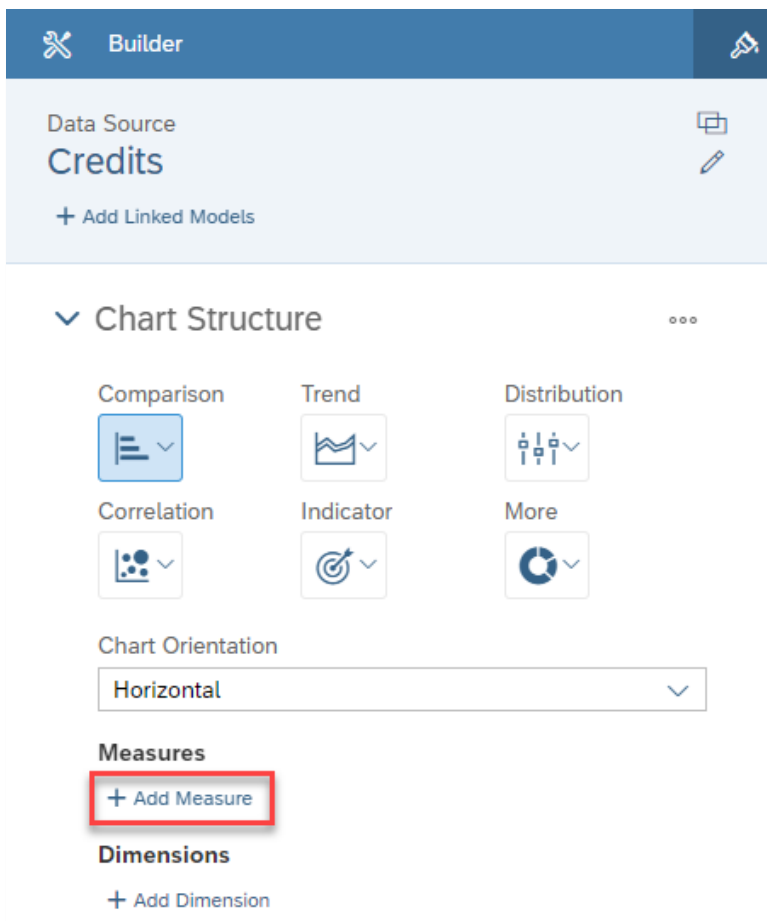 Builder
Data Source
Credits
+ Add Linked Models
Chart Structure
Comparison Trend Distribution
Correlation Indicator More
Chart Orientation
Horizontal
Measures
+ Add Measure
Dimensions
+ Add Dimension